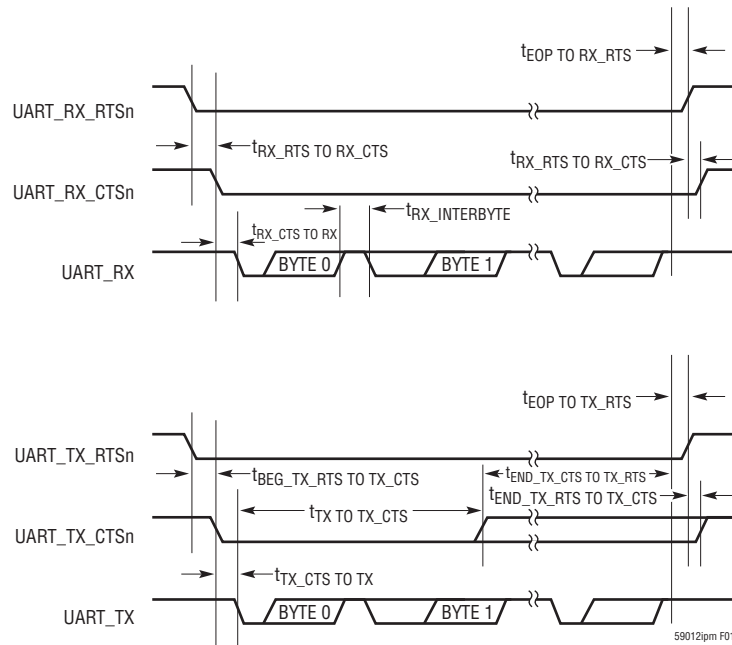 tEOP TO RX_RTS
UART_RX_RTSn
tRX_RTS TO RX_CTS
tRX_RTS TO RX_CTS
UART_RX_CTSn
tRX_INTERBYTE
tRX_CTS TO RX
UART_RX
BYTE 0
BYTE 1
tEOP TO TX_RTS
UART_TX_RTSn
tBEG_TX_RTS TO TX_CTS
tEND_TX_CTS TO TX_RTS
tEND_TX_RTS TO TX_CTS
tTX TO TX_CTS
UART_TX_CTSn
tTX_CTS TO TX
UART_TX
BYTE 0
BYTE 1
59012ipm F01